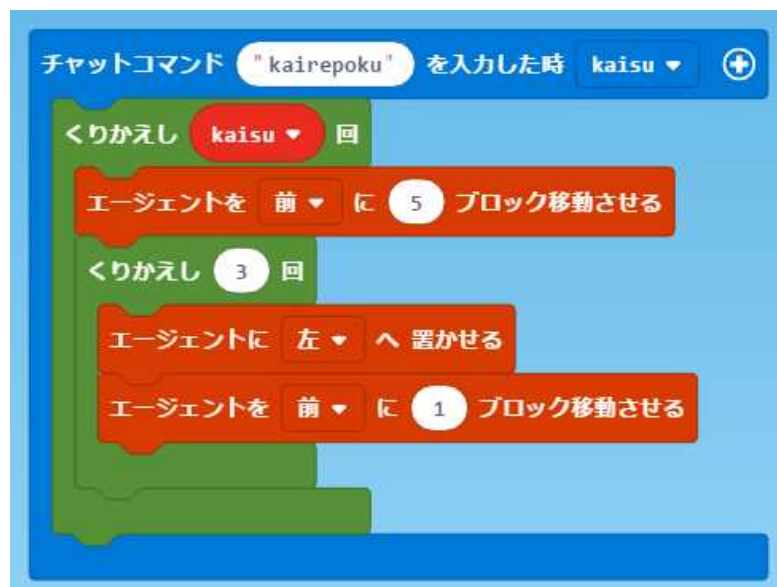 チャットコマンド "kairepoku" を入力した時 kaisu
くりかえし kaisu 回
エージェントを 前 に 5 ブロック移動させる
くりかえし 3 回
エージェントに 左 へ 置かせる
エージェントを 前 に 1 ブロック移動させる